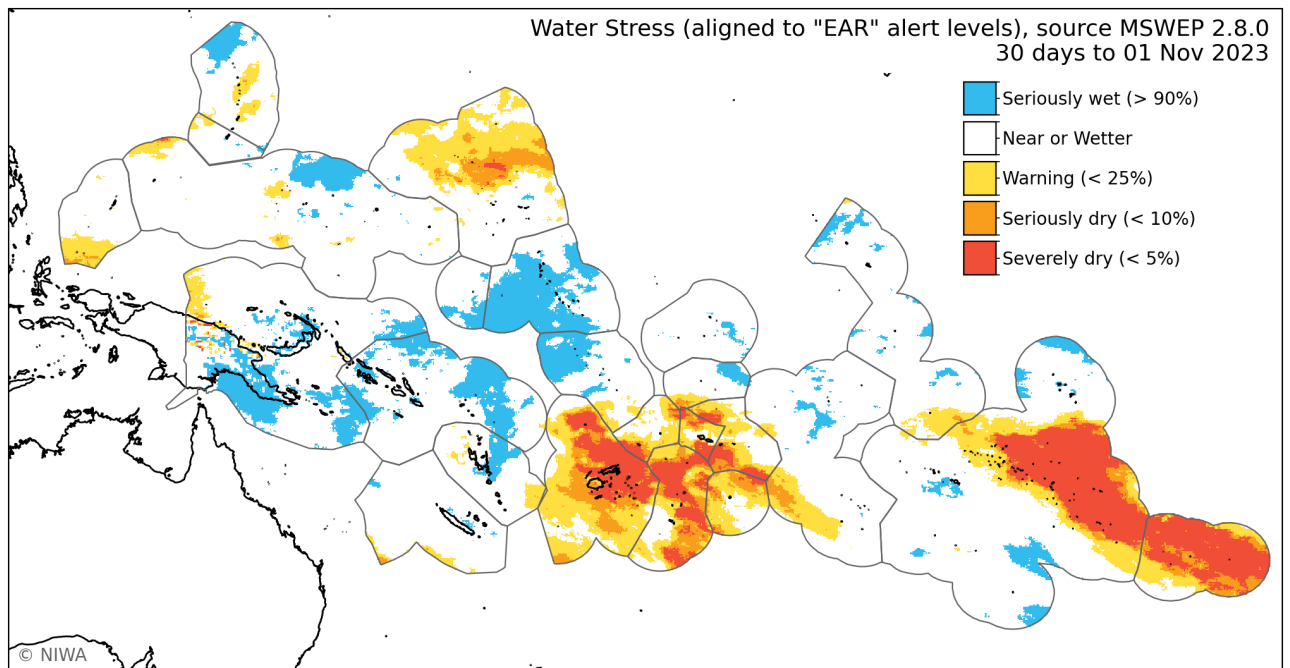 Water Stress (aligned to "EAR" alert levels), source MSWEP 2.8.0
30 days to 01 Nov 2023
Seriously wet (> 90%)
Near or Wetter
Warning (< 25%)
Seriously dry (< 10%)
Severely dry (< 5%)
© NIWA